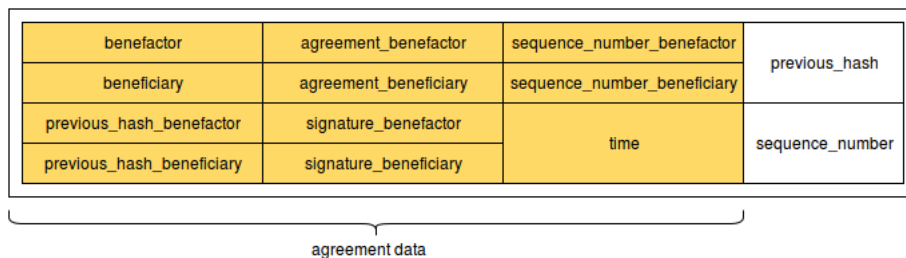 benefactor agreement_benefactor sequence_number_benefactor previous_hash
beneficiary agreement_beneficiary sequence_number_beneficiary
previous_hash_benefactor signature_benefactor time sequence_number
previous_hash_beneficiary signature_beneficiary
agreement data